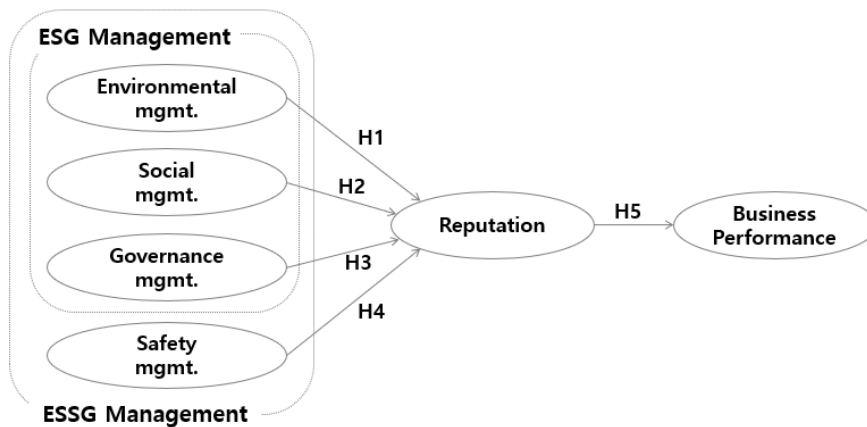 ESG Management
Environmental
mgmt.
H1
Social
mgmt.
H2
Reputation
H5
Business
Performance
Governance
mgmt.
H3
H4
Safety
mgmt.
ESSG Management